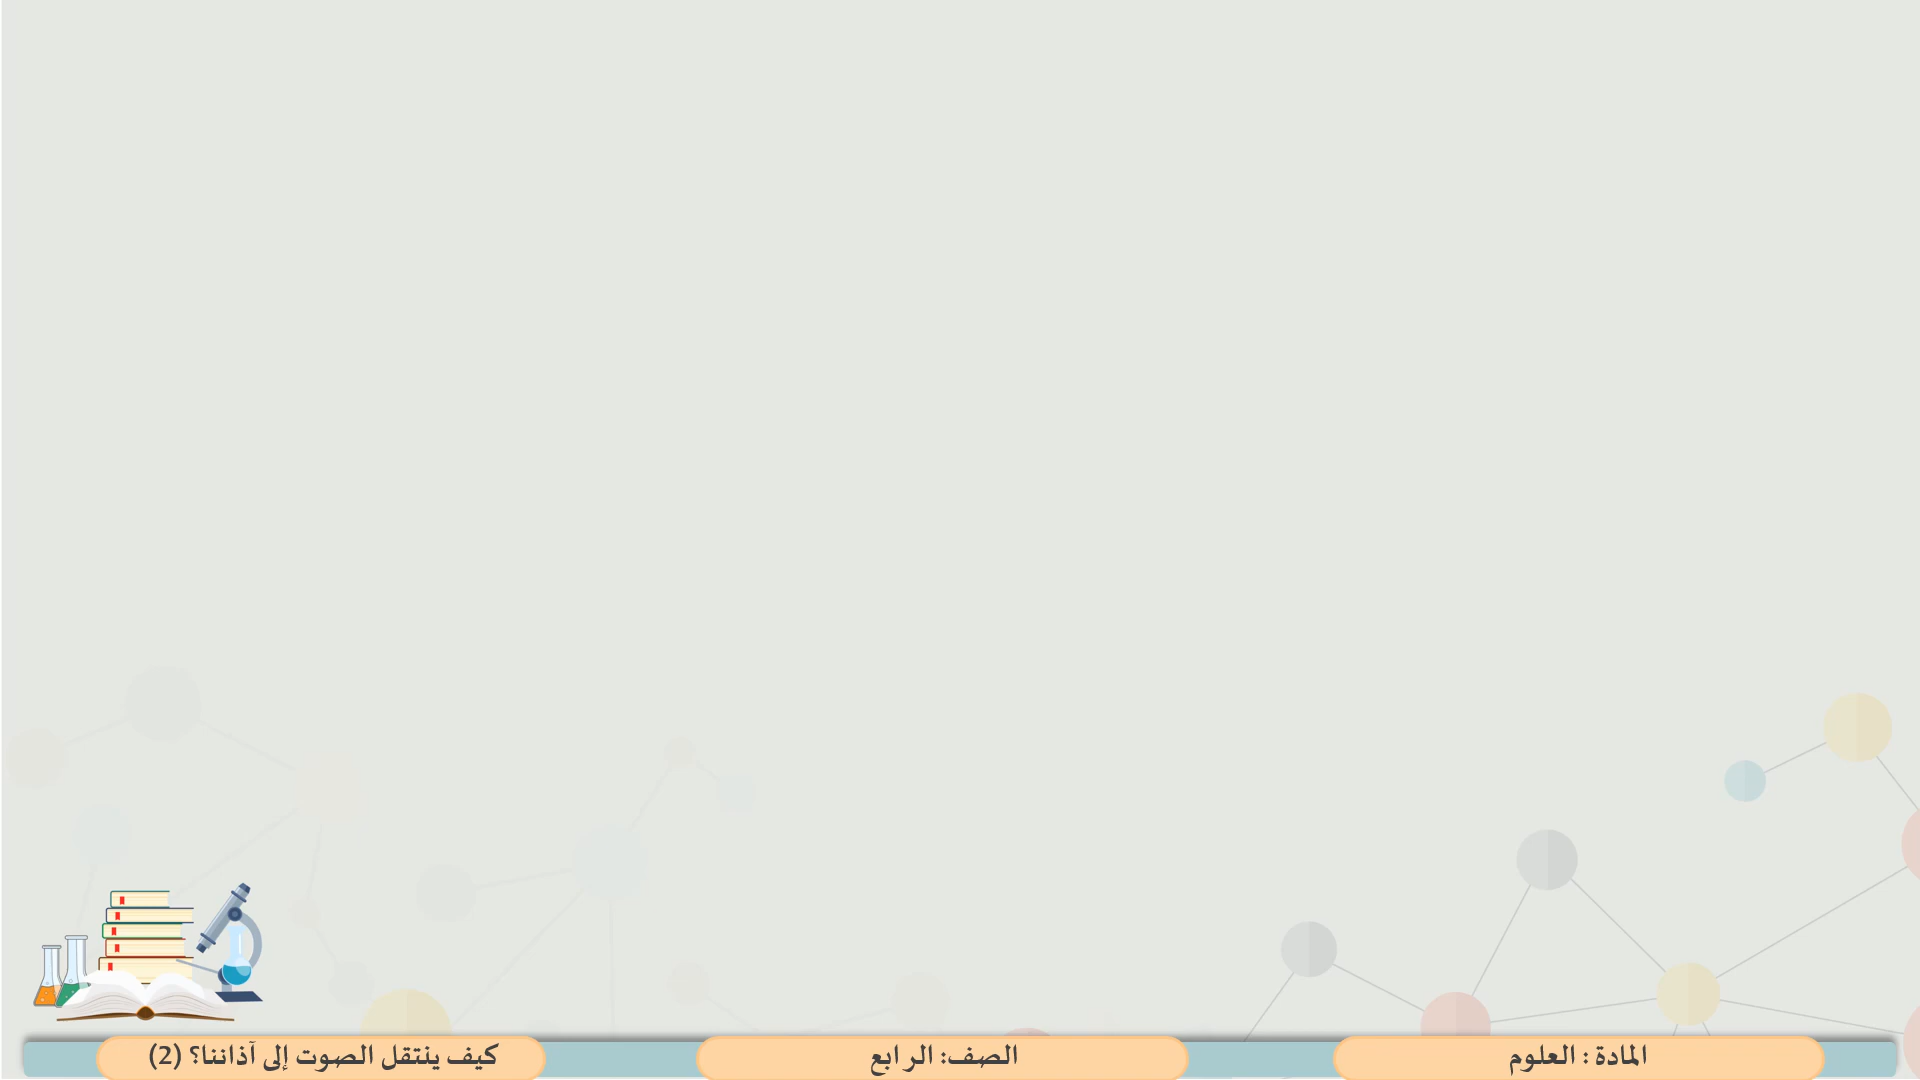 المادة : العلوم
الصف: الرابع
كيف ينتقل الصوت إلى آذاننا؟ (2)